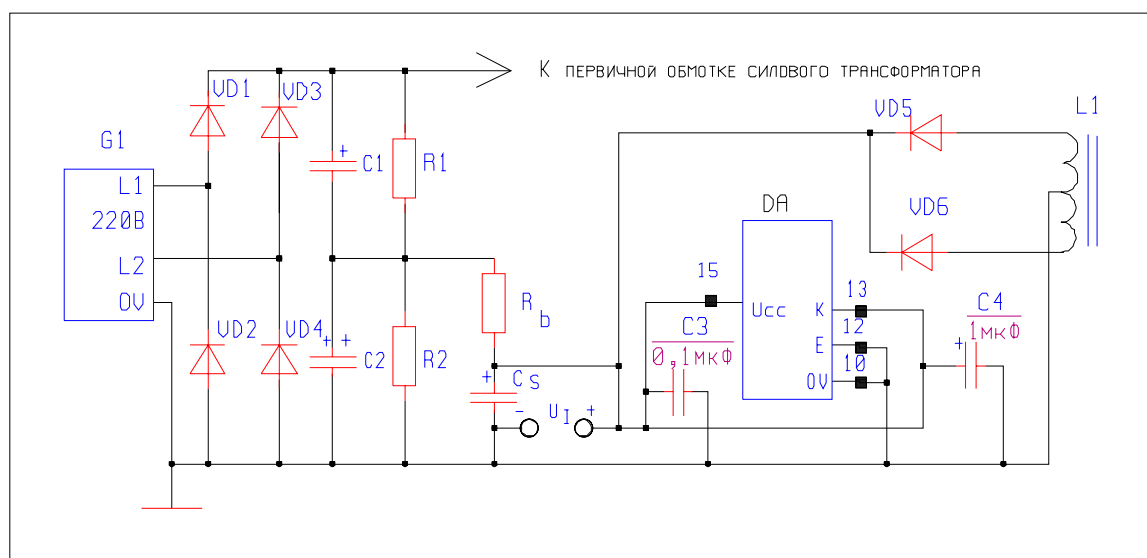 К ПЕРВИЧНОЙ ОБМОТКЕ СИЛОВОГО ТРАНСФОРМАТОРА
VD1
VD3
VD5
L1
G1
C1
R1
L1
220В
DA
VD6
L2
15
R b
0V
Ucc
K
13
C4
1мкФ
C3
0,1мкФ
E
12
VD2
VD4
+ +
C2
R2
+
C S
0V
10
- U I +